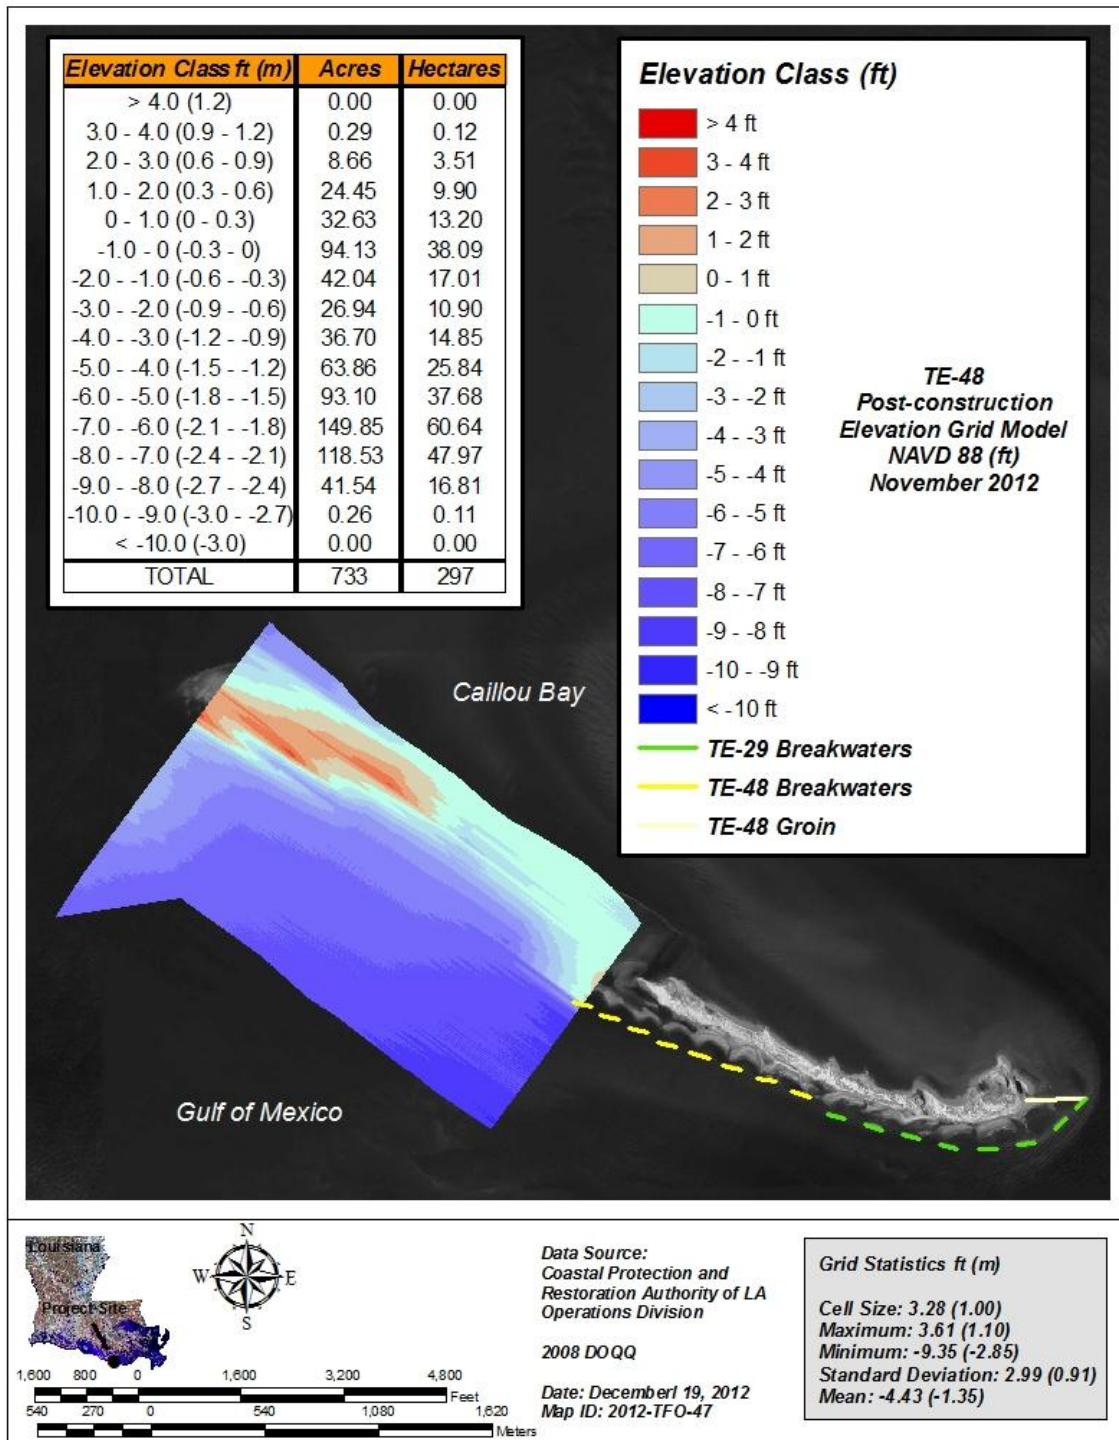 Elevation Class ft (m) Acres Hectares
> 4.0 (1.2) 0.00 0.00
3.0 - 4.0 (0.9 - 1.2) 0.29 0.12
2.0 - 3.0 (0.6 - 0.9) 8.66 3.51
1.0 - 2.0 (0.3 - 0.6) 24.45 9.90
0 - 1.0 (0 - 0.3) 32.63 13.20
-1.0 - 0 (-0.3 - 0) 94.13 38.09
-2.0 - -1.0 (-0.6 - -0.3) 42.04 17.01
-3.0 - -2.0 (-0.9 - -0.6) 26.94 10.90
-4.0 - -3.0 (-1.2 - -0.9) 36.70 14.85
-5.0 - -4.0 (-1.5 - -1.2) 63.86 25.84
-6.0 - -5.0 (-1.8 - -1.5) 93.10 37.68
-7.0 - -6.0 (-2.1 - -1.8) 149.85 60.64
-8.0 - -7.0 (-2.4 - -2.1) 118.53 47.97
-9.0 - -8.0 (-2.7 - -2.4) 41.54 16.81
-10.0 - -9.0 (-3.0 - -2.7) 0.26 0.11
< -10.0 (-3.0) 0.00 0.00
TOTAL 733 297
Elevation Class (ft)
> 4 ft
3 - 4 ft
2 - 3 ft
1 - 2 ft
0 - 1 ft
-1 - 0 ft
-2 - -1 ft
-3 - -2 ft
-4 - -3 ft
-5 - -4 ft
-6 - -5 ft
-7 - -6 ft
-8 - -7 ft
-9 - -8 ft
-10 - -9 ft
< -10 ft
TE-29 Breakwaters
TE-48 Breakwaters
TE-48 Groin
TE-48
Post-construction
Elevation Grid Model
NAVD 88 (ft)
November 2012
Caillou Bay
Gulf of Mexico
Louisiana
Project Site
N
W E
S
1,600 800 0 1,600 3,200 4,800
Feet
540 270 0 540 1,080 1,620
Meters
Data Source:
Coastal Protection and
Restoration Authority of LA
Operations Division
2008 DOQQ
Date: Decemberl 19, 2012
Map ID: 2012-TFO-47
Grid Statistics ft (m)
Cell Size: 3.28 (1.00)
Maximum: 3.61 (1.10)
Minimum: -9.35 (-2.85)
Standard Deviation: 2.99 (0.91)
Mean: -4.43 (-1.35)